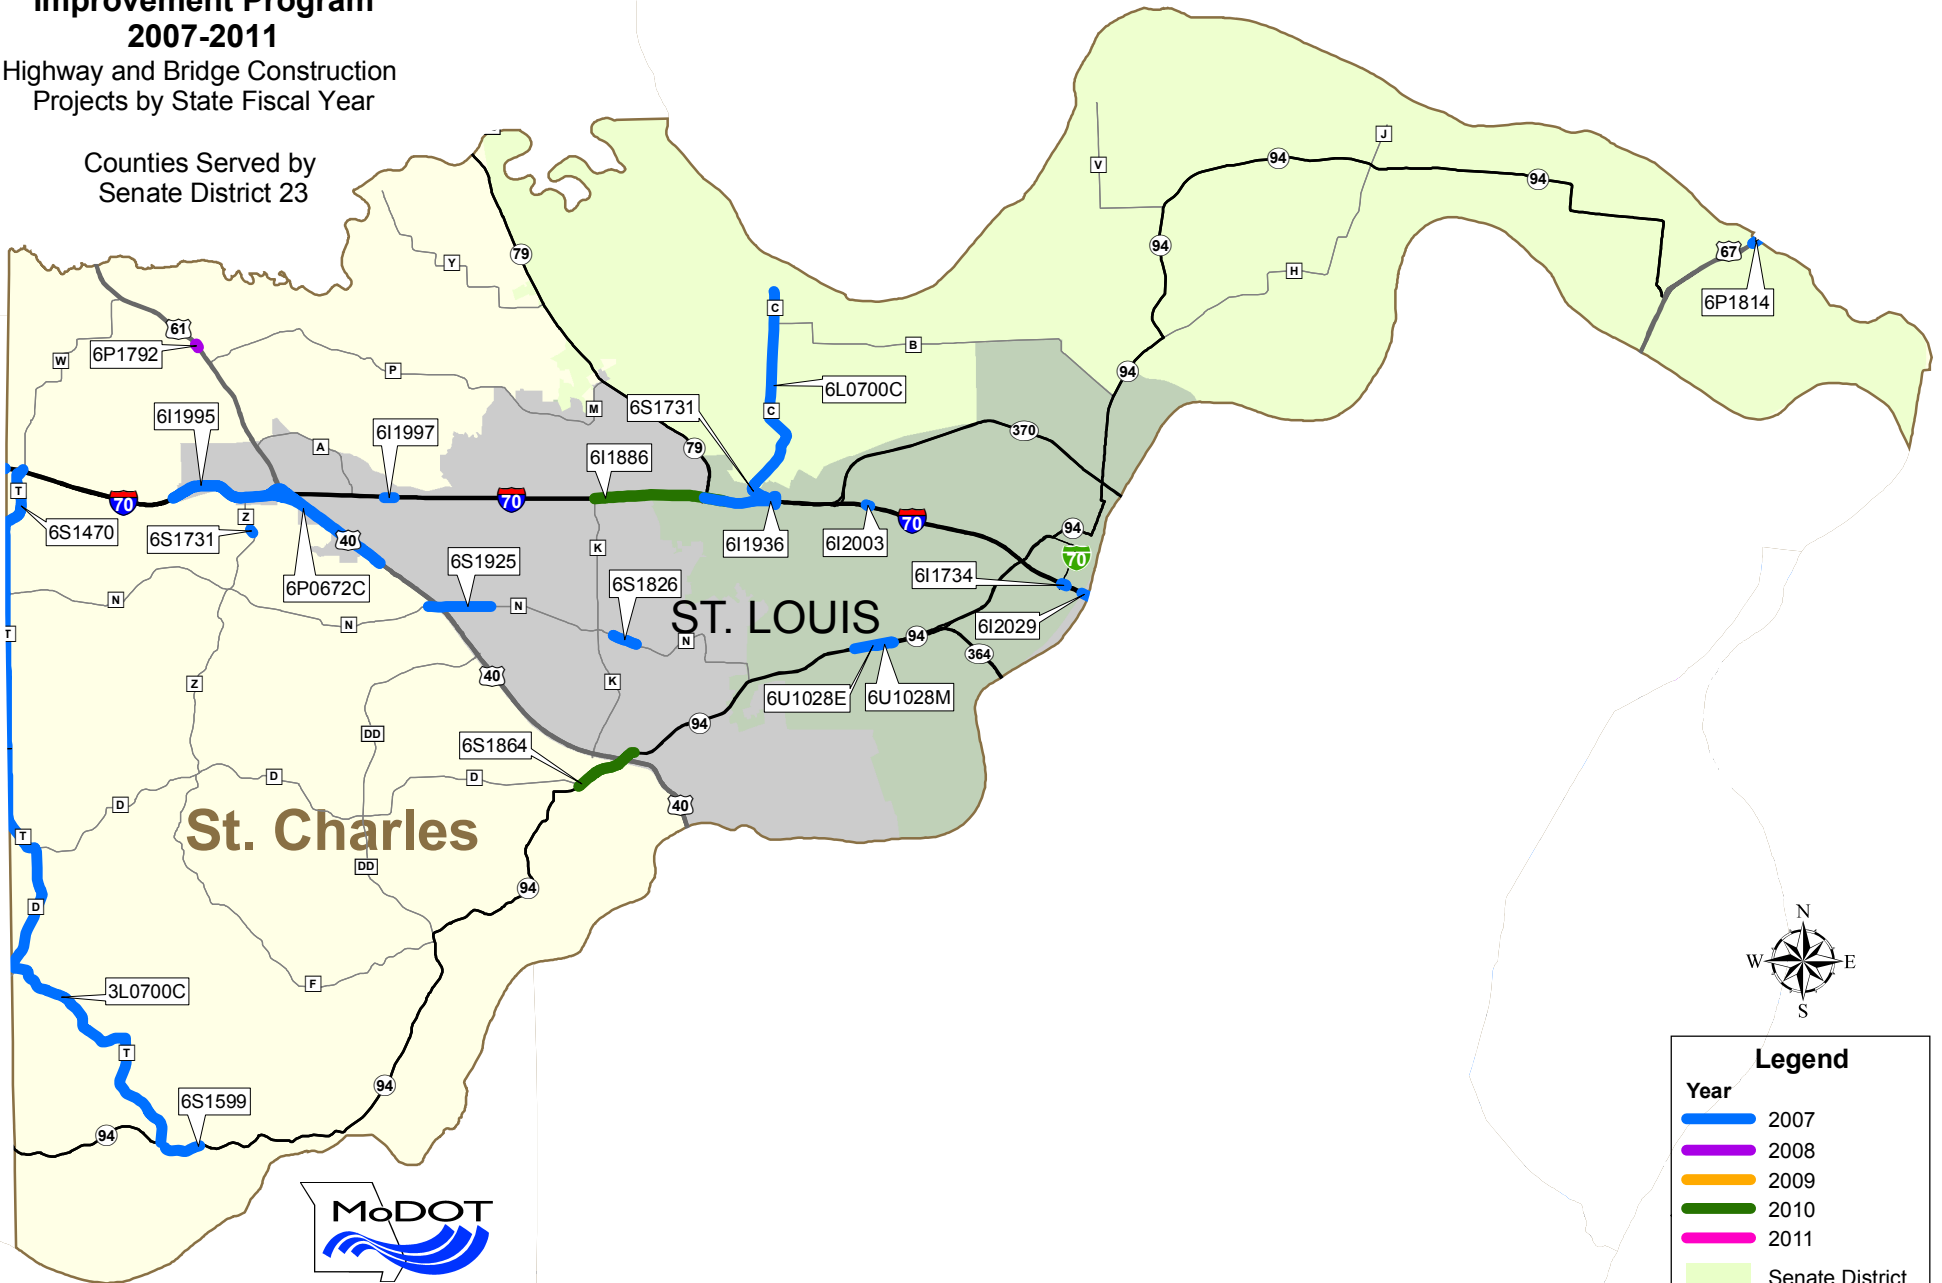 Improvement Program
2007-2011
Highway and Bridge Construction
Projects by State Fiscal Year
Counties Served by
Senate District 23
94
J
V
94
94
79
Y
94
H
67
6P1814
C
61
6P1792
W
P
B
94
6L0700C
C
6S1731
M
6I1995
6I1997
A
79
370
6I1886
T
70
70
6S1470
Z
6S1731
40
6I1936
6I2003
70
94
70
K
6P0672C
6S1925
6S1826
6I1734
N
N
N
N
ST. LOUIS
94
6I2029
364
T
Z
40
K
6U1028E
6U1028M
94
DD
6S1864
D
D
D
40
T
St. Charles
DD
94
D
F
3L0700C
T
94
6S1599
94
N
W
E
S
MoDOT
Legend
Year
2007
2008
2009
2010
2011
Senate District